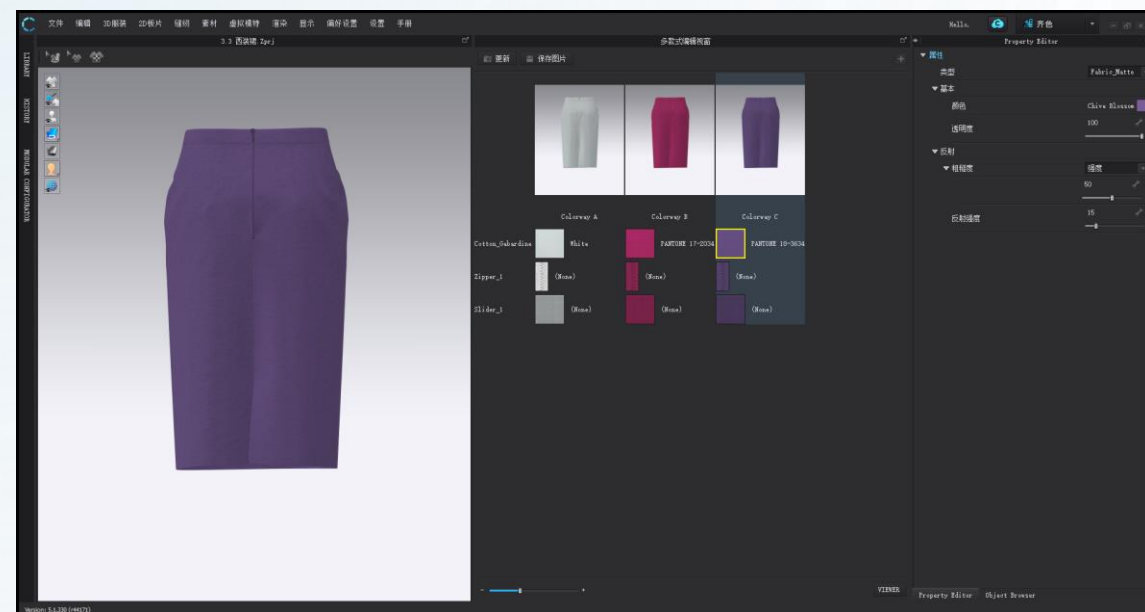 文件 编辑 3D服装 2D板片 缝纫 素材 虚拟模特 渲染 显示 偏好设置 设置 手册
Hello, 齐色
3.3 西装裙.Zprj
多款式编辑视窗
Property Editor
LIBRARY
HISTORY
MODULAR CONFIGURATOR
更新 保存图片
Colorway A Colorway B Colorway C
Cotton_Gabardine White PANTONE 17-2034 PANTONE 18-3634
Zipper_1 (None) (None) (None)
Slider_1 (None) (None) (None)
VIEWER
属性
类型 Fabric_Matte
基本
颜色 Chive Blossom
透明度 100
反射
粗糙度 强度
50
反射强度 15
Property Editor Object Browser
Version: 5.1.330 (r44171)